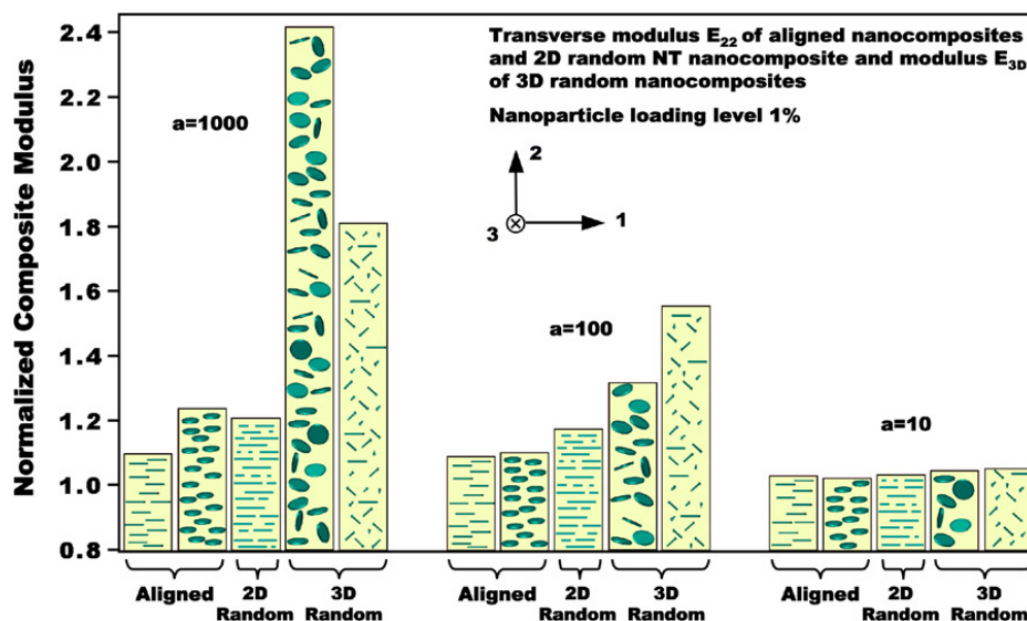 Normalized Composite Modulus
2.4
2.2
2.0
1.8
1.6
1.4
1.2
1.0
0.8
Transverse modulus E₂₂ of aligned nanocomposites
and 2D random NT nanocomposite and modulus E₃D
of 3D random nanocomposites
Nanoparticle loading level 1%
2
3
1
a=1000
a=100
a=10
Aligned 2D 3D Aligned 2D 3D Aligned 2D 3D
Random Random Random Random Random Random